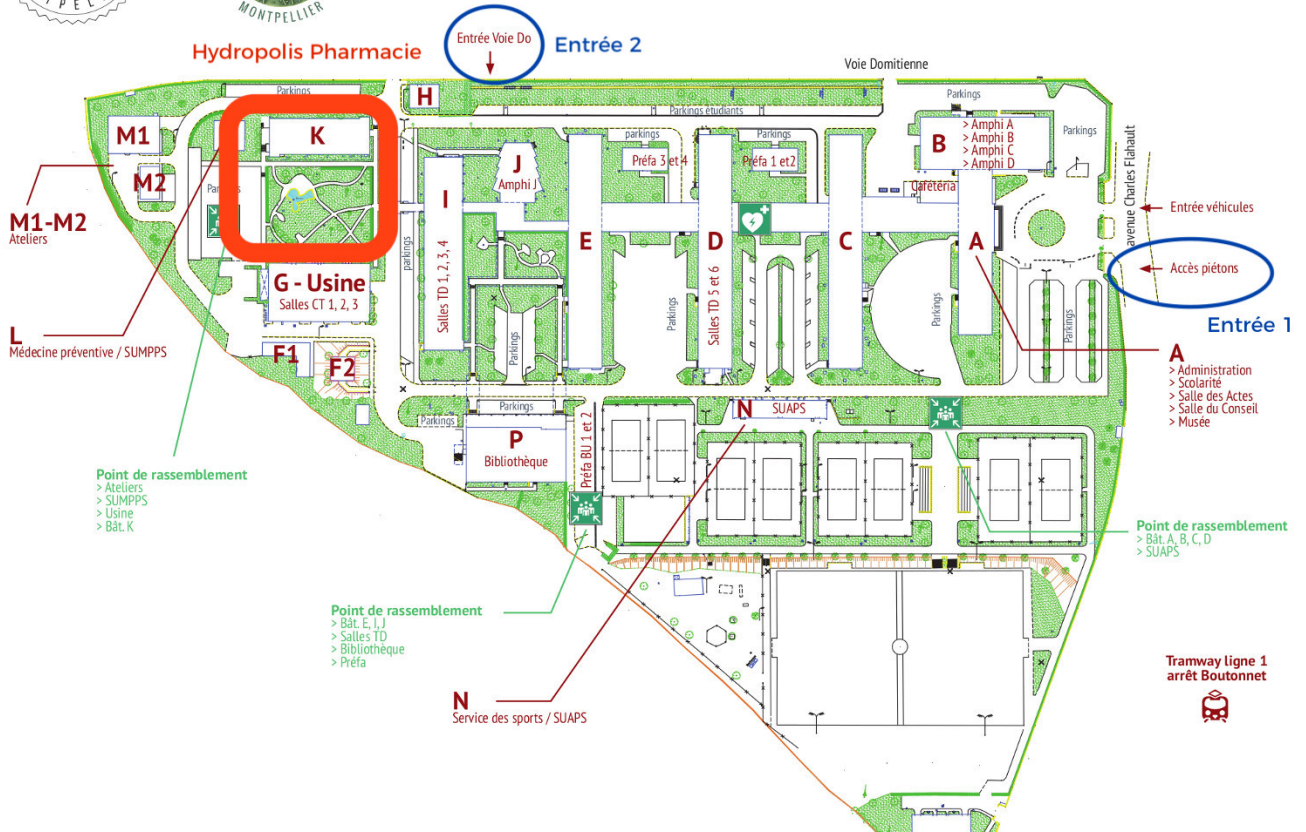 MONTPELLIER
Hydropolis Pharmacie
Entrée Voie Do
Entrée 2
Voie Domitienne
Parkings
H
Parkings étudiants
Parkings
M1
K
M2
Parkings
J
Amphi J
I
Salles TD 1, 2, 3, 4
parkings
Préfa 3 et 4
Parkings
Préfa 1 et2
B
> Amphi A
> Amphi B
> Amphi C
> Amphi D
Cafétéria
Parkings
avenue Charles Flahault
Entrée véhicules
Accès piétons
Entrée 1
M1-M2
Ateliers
E
D
Salles TD 5 et 6
C
A
parkings
G - Usine
Salles CT 1, 2, 3
Parkings
Parkings
Parkings
Parkings
L
Médecine préventive / SUMPPS
F1
F2
A
> Administration
> Scolarité
> Salle des Actes
> Salle du Conseil
> Musée
Parkings
Parkings
P
Bibliothèque
Préfa BU 1 et 2
N
SUAPS
Point de rassemblement
> Ateliers
> SUMPPS
> Usine
> Bât. K
Point de rassemblement
> Bât. A, B, C, D
> SUAPS
Point de rassemblement
> Bât. E, I, J
> Salles TD
> Bibliothèque
> Préfa
N
Service des sports / SUAPS
Tramway ligne 1
arrêt Boutonnet